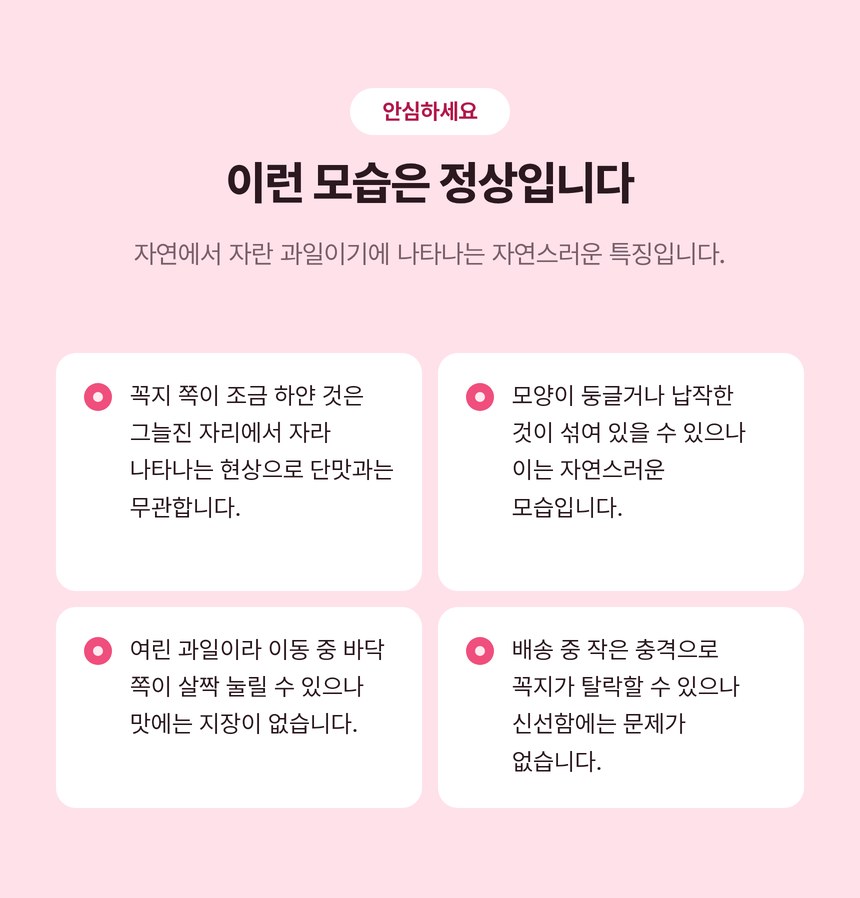 안심하세요
이런 모습은 정상입니다
자연에서 자란 과일이기에 나타나는 자연스러운 특징입니다.
꼭지 쪽이 조금 하얀 것은
그늘진 자리에서 자라
나타나는 현상으로 단맛과는
무관합니다.
모양이 둥글거나 납작한
것이 섞여 있을 수 있으나
이는 자연스러운
모습입니다.
여린 과일이라 이동 중 바닥
쪽이 살짝 눌릴 수 있으나
맛에는 지장이 없습니다.
배송 중 작은 충격으로
꼭지가 탈락할 수 있으나
신선함에는 문제가
없습니다.